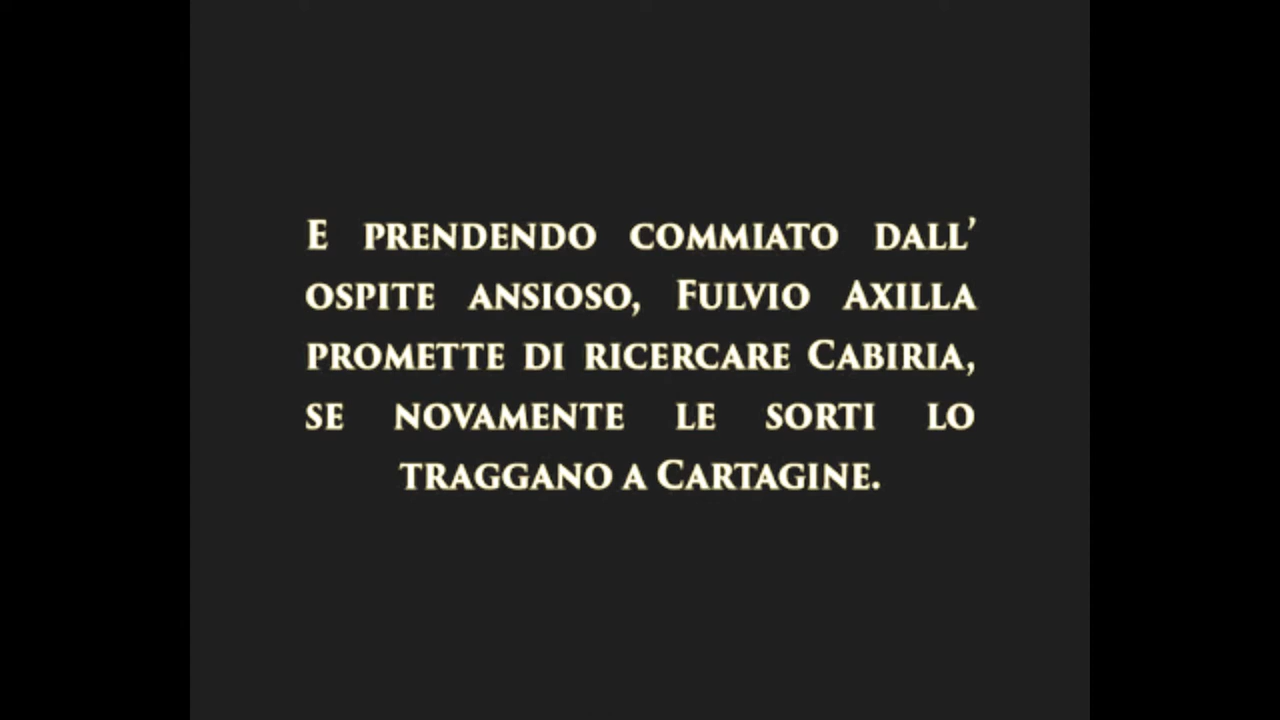 E prendendo commiato dall’
ospite ansioso, Fulvio Axilla
promette di ricercare Cabiria,
se novamente le sorti lo
traggano a Cartagine.